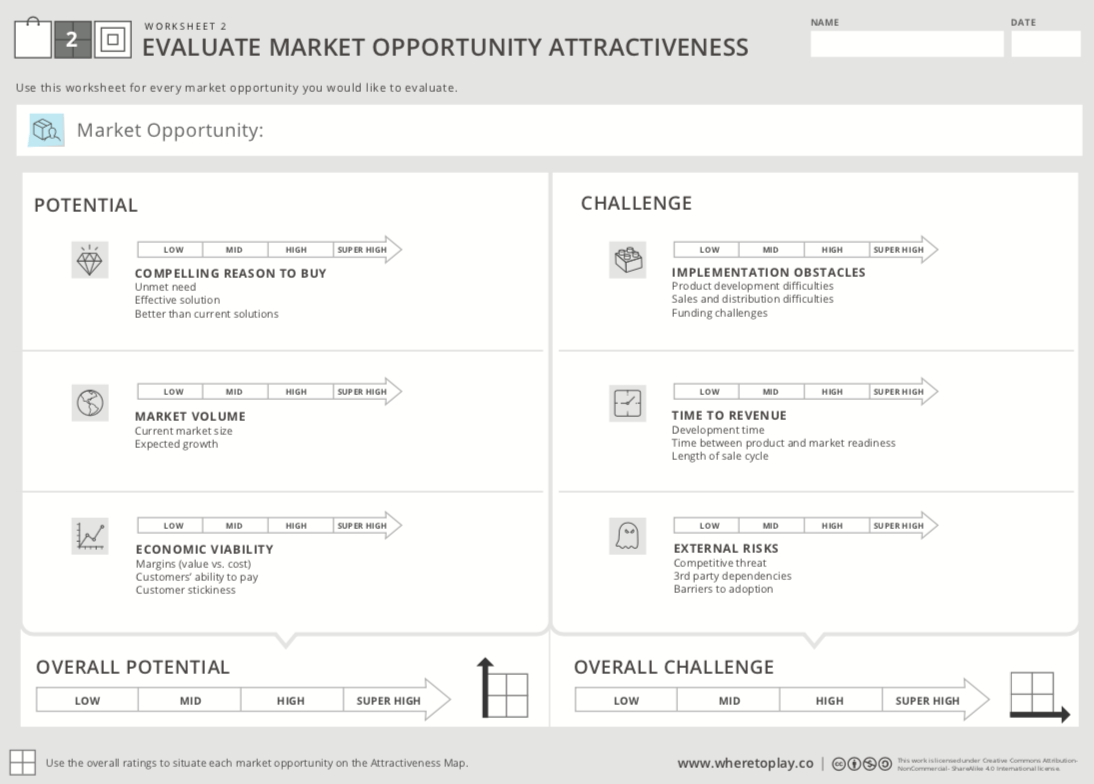 2
WORKSHEET 2
EVALUATE MARKET OPPORTUNITY ATTRACTIVENESS
NAME
DATE
Use this worksheet for every market opportunity you would like to evaluate.
Market Opportunity:
POTENTIAL
LOW MID HIGH SUPER HIGH
COMPELLING REASON TO BUY
Unmet need
Effective solution
Better than current solutions
LOW MID HIGH SUPER HIGH
MARKET VOLUME
Current market size
Expected growth
LOW MID HIGH SUPER HIGH
ECONOMIC VIABILITY
Margins (value vs. cost)
Customers' ability to pay
Customer stickiness
OVERALL POTENTIAL
LOW MID HIGH SUPER HIGH
CHALLENGE
LOW MID HIGH SUPER HIGH
IMPLEMENTATION OBSTACLES
Product development difficulties
Sales and distribution difficulties
Funding challenges
LOW MID HIGH SUPER HIGH
TIME TO REVENUE
Development time
Time between product and market readiness
Length of sale cycle
LOW MID HIGH SUPER HIGH
EXTERNAL RISKS
Competitive threat
3rd party dependencies
Barriers to adoption
OVERALL CHALLENGE
LOW MID HIGH SUPER HIGH
Use the overall ratings to situate each market opportunity on the Attractiveness Map.
www.wheretoplay.co | cc
This work is licensed under Creative Commons Attribution-
NonCommercial- ShareAlike 4.0 International license.